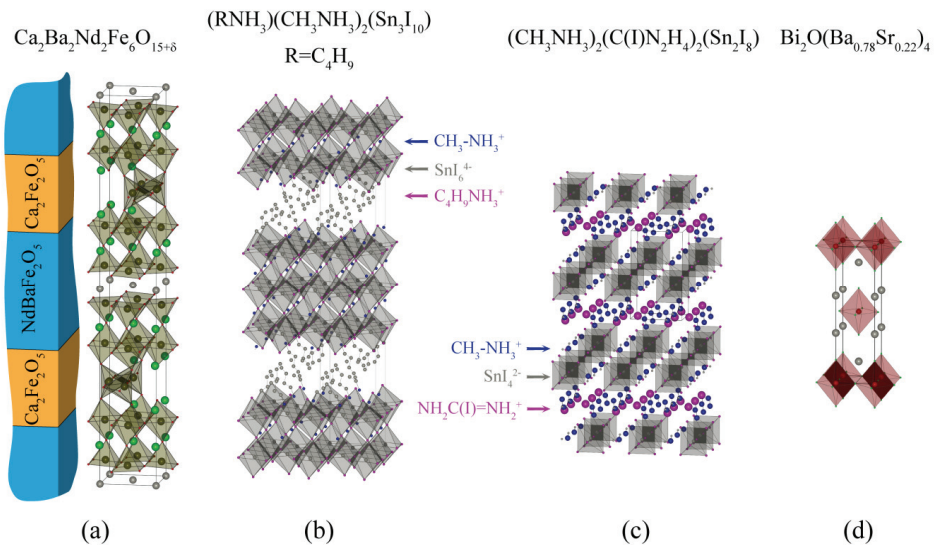 Ca₂Ba₂Nd₂Fe₆O₁₅₊δ
(RNH₃)(CH₃NH₃)₂(Sn₃I₁₀)
R=C₄H₉
(CH₃NH₃)₂(C(I)N₂H₄)₂(Sn₂I₈)
Bi₂O(Ba₀.₇₈Sr₀.₂₂)₄
Ca₂Fe₂O₅
NdBaFe₂O₅
Ca₂Fe₂O₅
CH₃-NH₃⁺
SnI₆⁴⁻
C₄H₉NH₃⁺
CH₃-NH₃⁺
SnI₄²⁻
NH₂C(I)=NH₂⁺
(a)
(b)
(c)
(d)